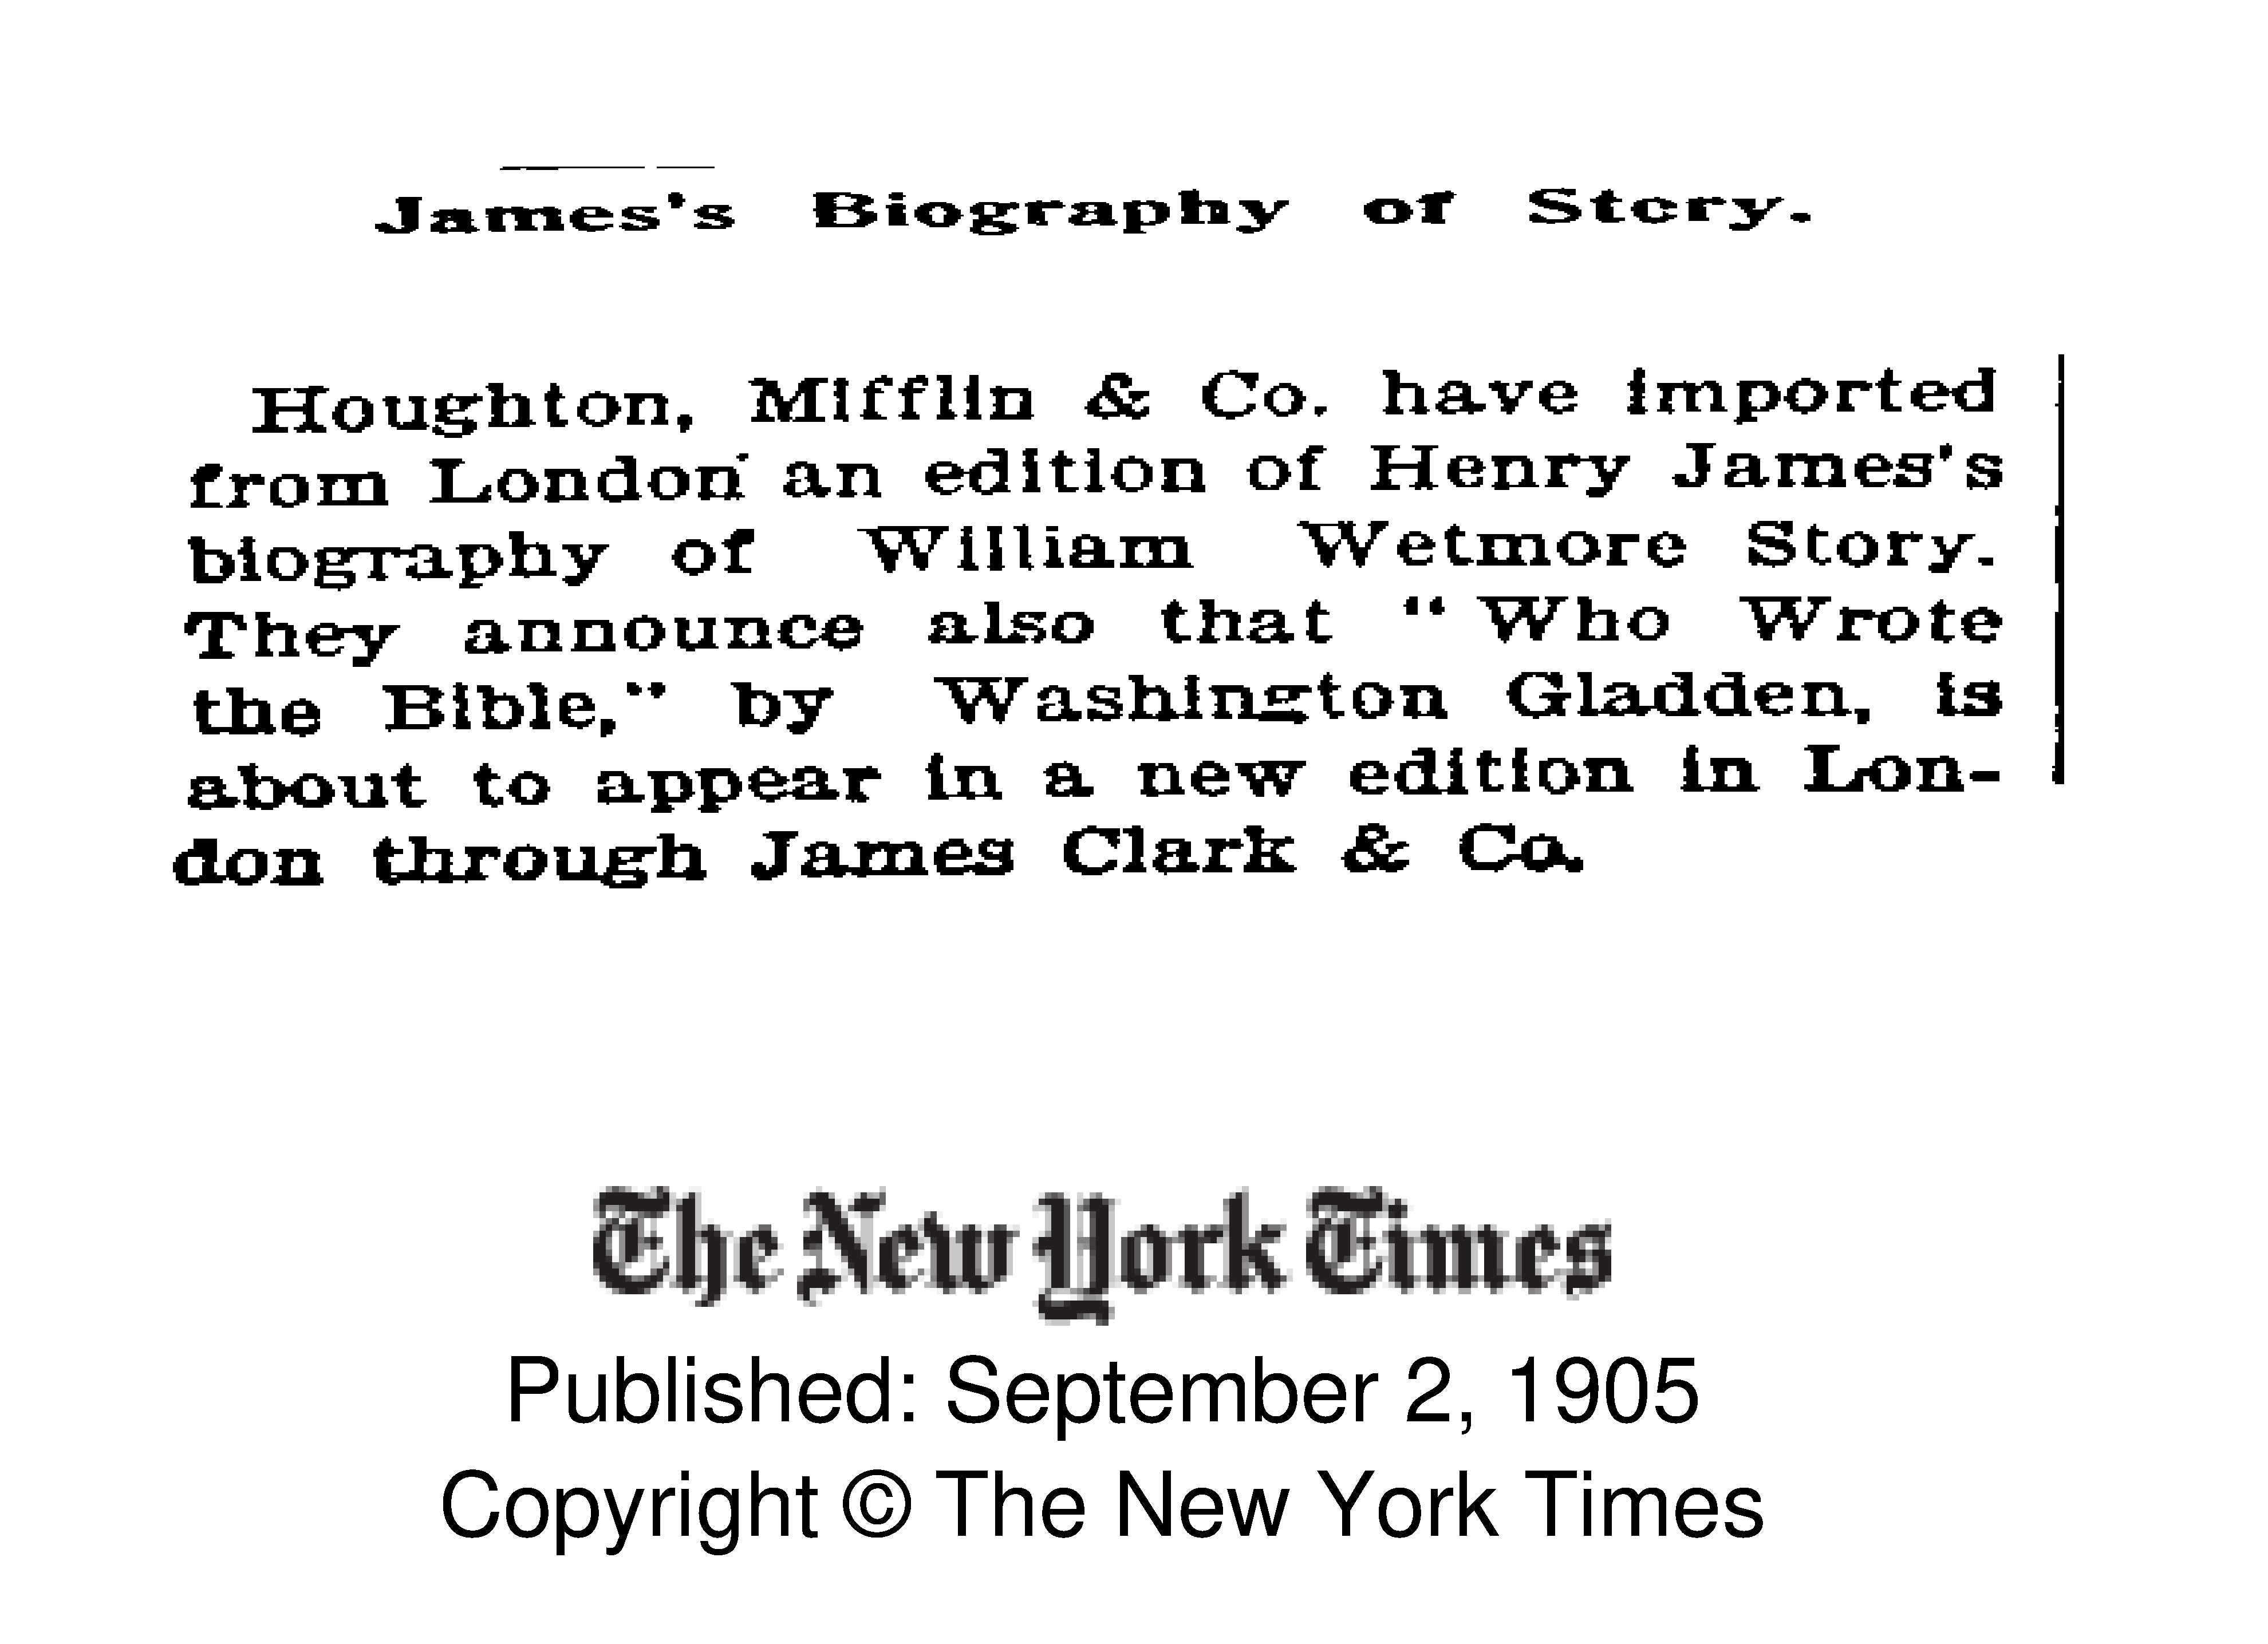 James's Biography of Story.
Houghton, Mifflin & Co. have imported
from London an edition of Henry James's
biography of William Wetmore Story.
They announce also that "Who Wrote
the Bible," by Washington Gladden, is
about to appear in a new edition in Lon-
don through James Clark & Co.
The New York Times
Published: September 2, 1905
Copyright © The New York Times